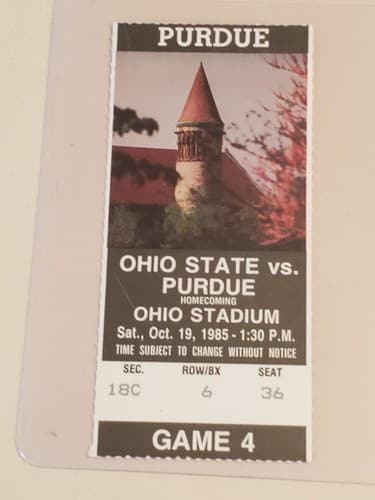 PURDUE
OHIO STATE vs.
PURDUE
HOMECOMING
OHIO STADIUM
Sat., Oct. 19, 1985 - 1:30 P.M.
TIME SUBJECT TO CHANGE WITHOUT NOTICE
SEC. ROW/BX SEAT
18C 6 36
GAME 4